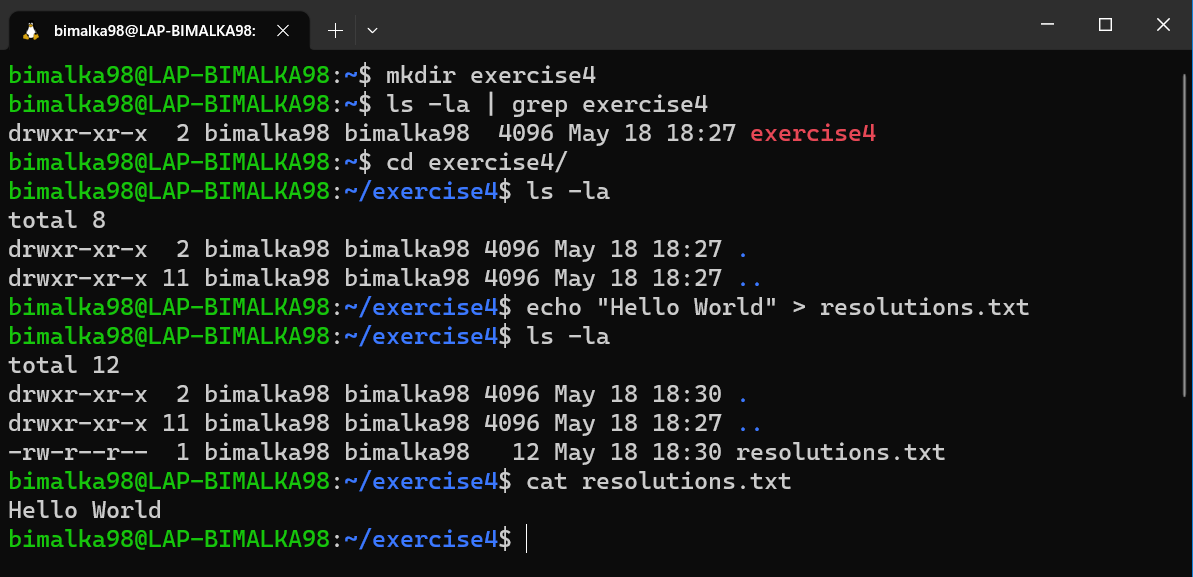 bimalka98@LAP-BIMALKA98:
bimalka98@LAP-BIMALKA98:~$ mkdir exercise4
bimalka98@LAP-BIMALKA98:~$ ls -la | grep exercise4
drwxr-xr-x  2 bimalka98 bimalka98  4096 May 18 18:27 exercise4
bimalka98@LAP-BIMALKA98:~$ cd exercise4/
bimalka98@LAP-BIMALKA98:~/exercise4$ ls -la
total 8
drwxr-xr-x  2 bimalka98 bimalka98 4096 May 18 18:27 .
drwxr-xr-x 11 bimalka98 bimalka98 4096 May 18 18:27 ..
bimalka98@LAP-BIMALKA98:~/exercise4$ echo "Hello World" > resolutions.txt
bimalka98@LAP-BIMALKA98:~/exercise4$ ls -la
total 12
drwxr-xr-x  2 bimalka98 bimalka98 4096 May 18 18:30 .
drwxr-xr-x 11 bimalka98 bimalka98 4096 May 18 18:27 ..
-rw-r--r--  1 bimalka98 bimalka98   12 May 18 18:30 resolutions.txt
bimalka98@LAP-BIMALKA98:~/exercise4$ cat resolutions.txt
Hello World
bimalka98@LAP-BIMALKA98:~/exercise4$